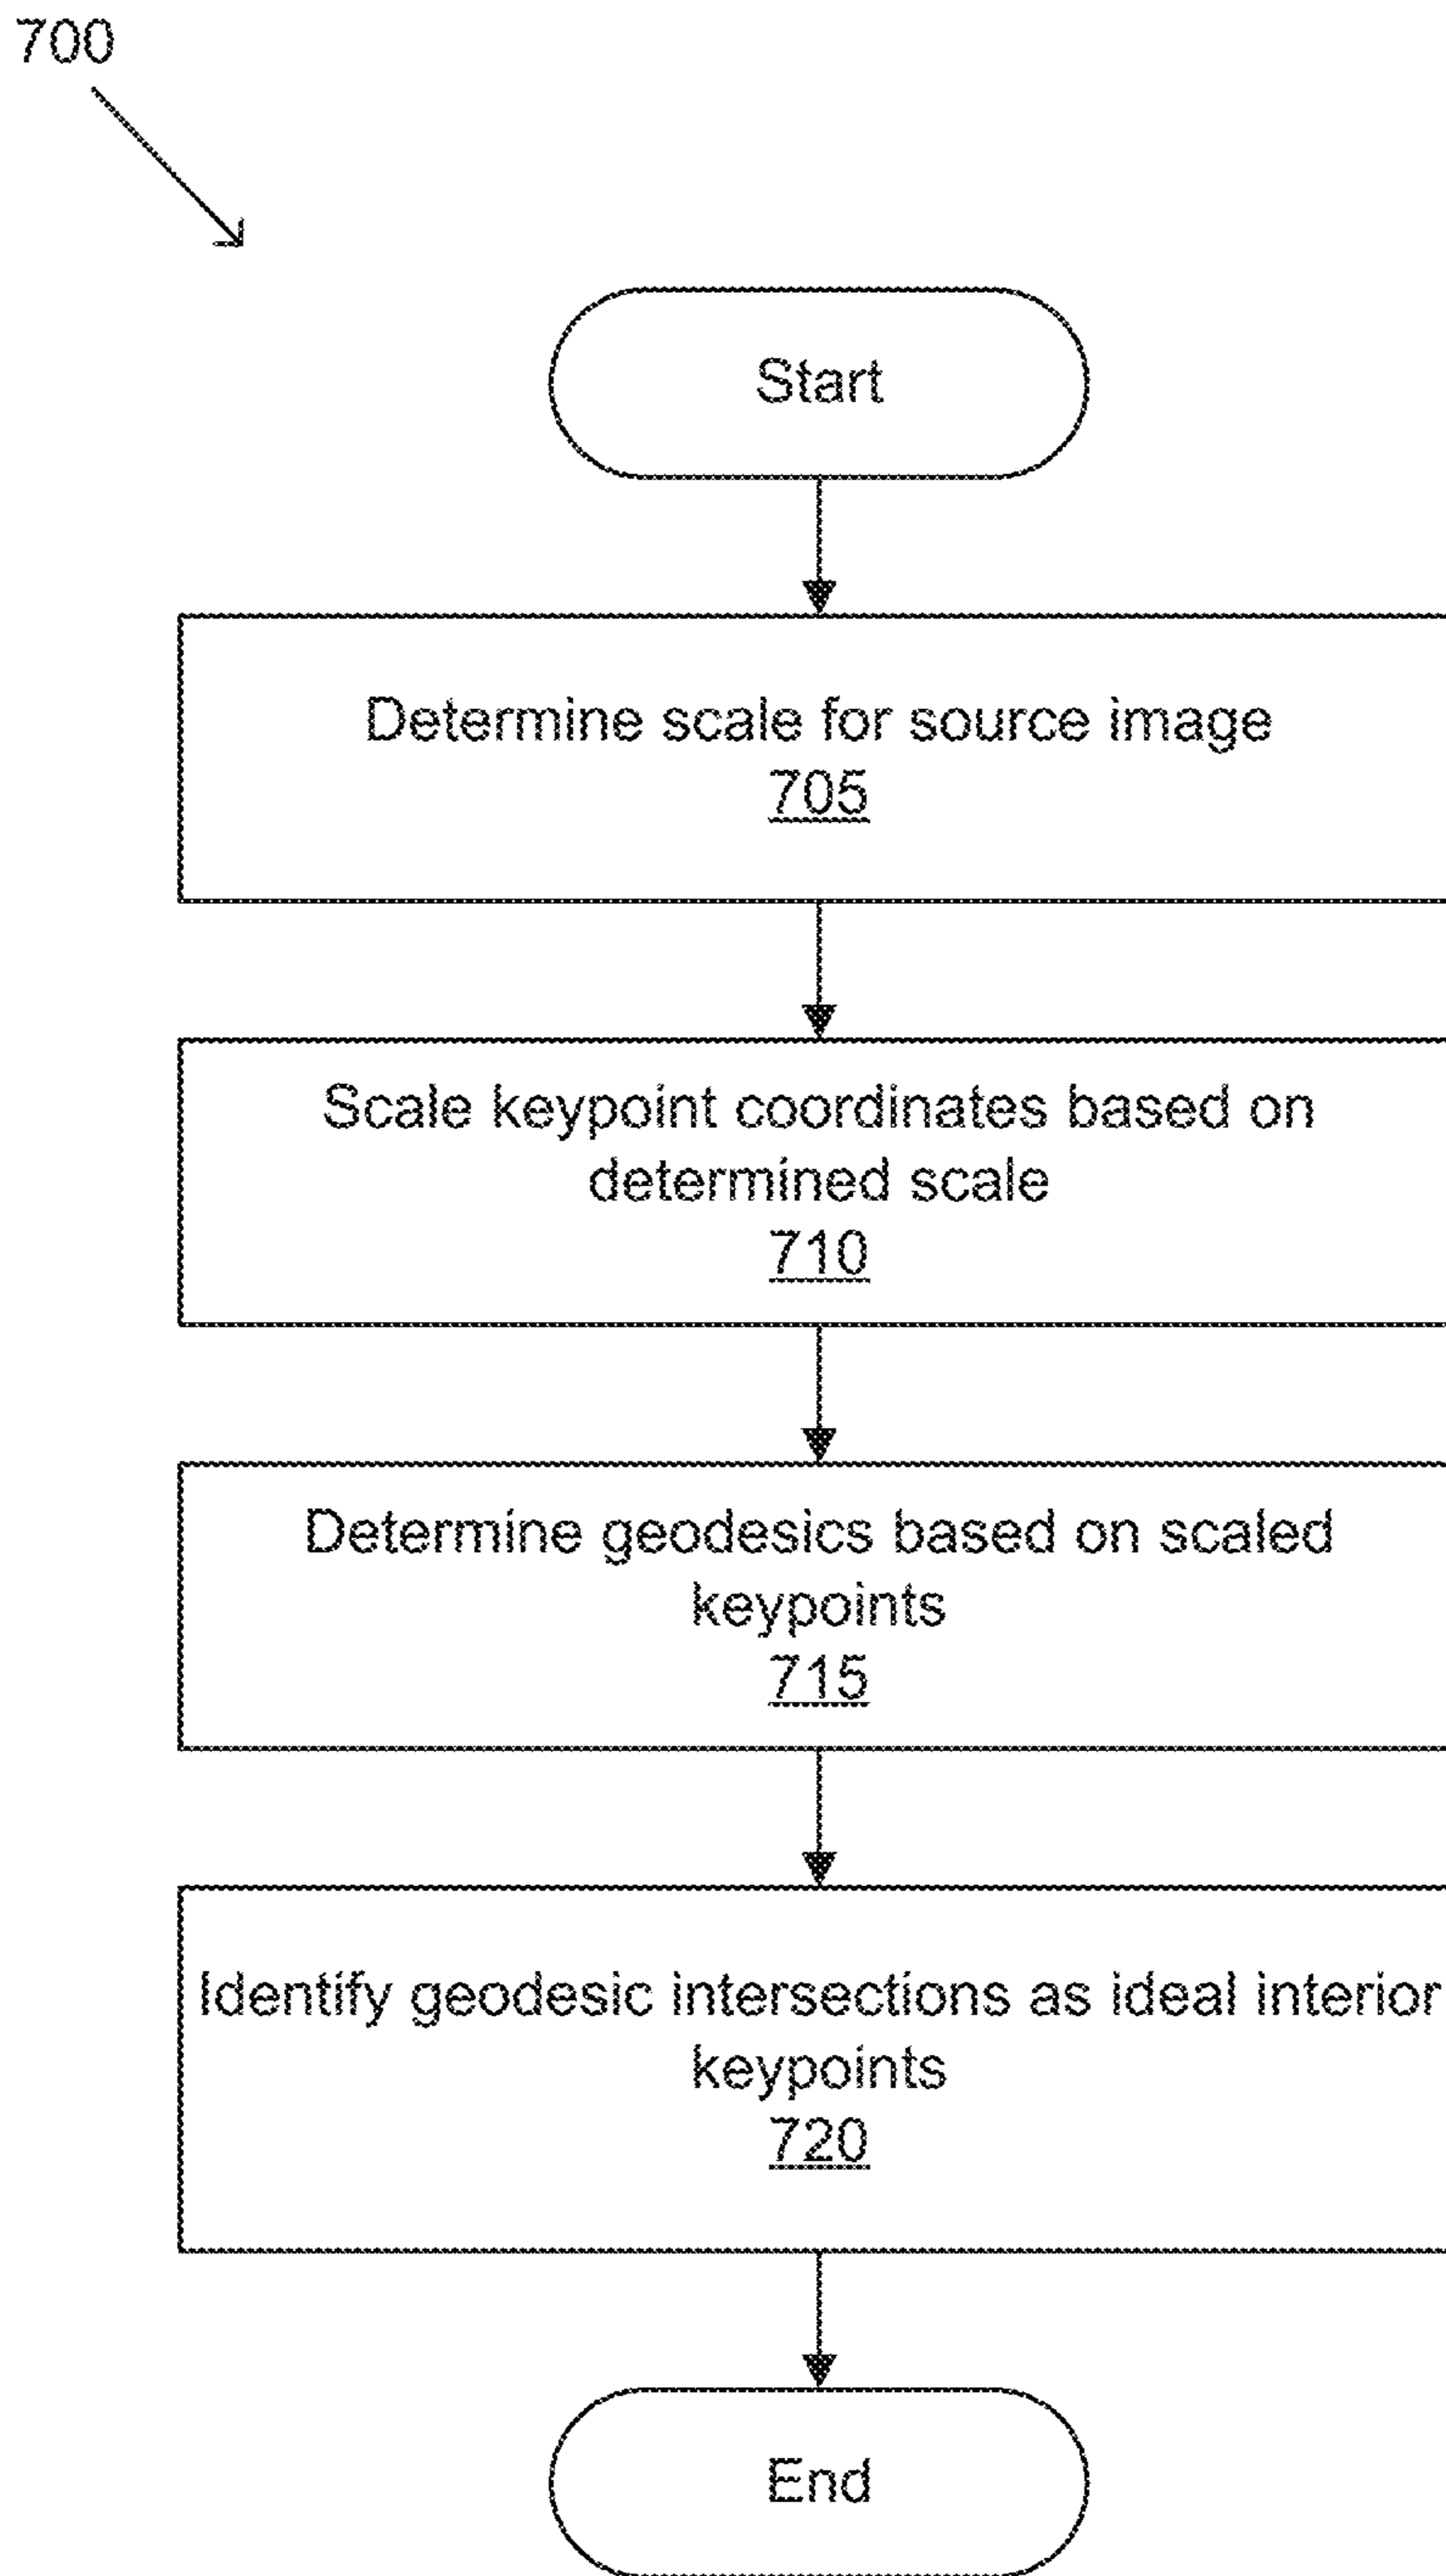 700
Start
Determine scale for source image
705
Scale keypoint coordinates based on
determined scale
710
Determine geodesics based on scaled
keypoints
715
Identify geodesic intersections as ideal interior
keypoints
720
End